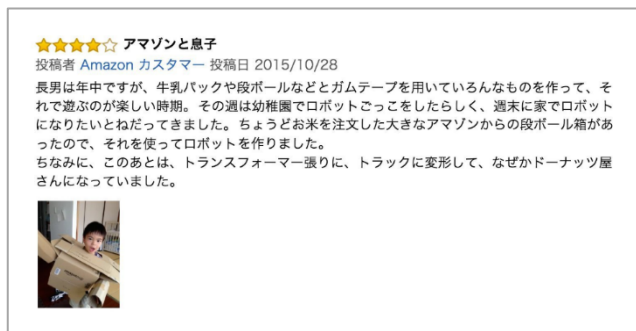 アマゾンと息子
投稿者 Amazon カスタマー 投稿日 2015/10/28
長男は年中ですが、牛乳パックや段ボールなどとガムテープを用いていろんなものを作って、そ
れで遊ぶのが楽しい時期。その週は幼稚園でロボットごっこをしたらしく、週末に家でロボット
になりたいとねだってきました。ちょうどお米を注文した大きなアマゾンからの段ボール箱があ
ったので、それを使ってロボットを作りました。
ちなみに、このあとは、トランスフォーマー張りに、トラックに変形して、なぜかドーナッツ屋
さんになっていました。